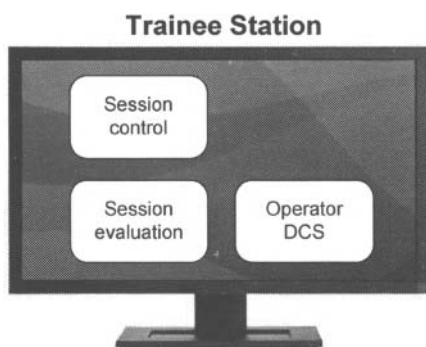 Trainee Station
Session
control
Session
evaluation
Operator
DCS